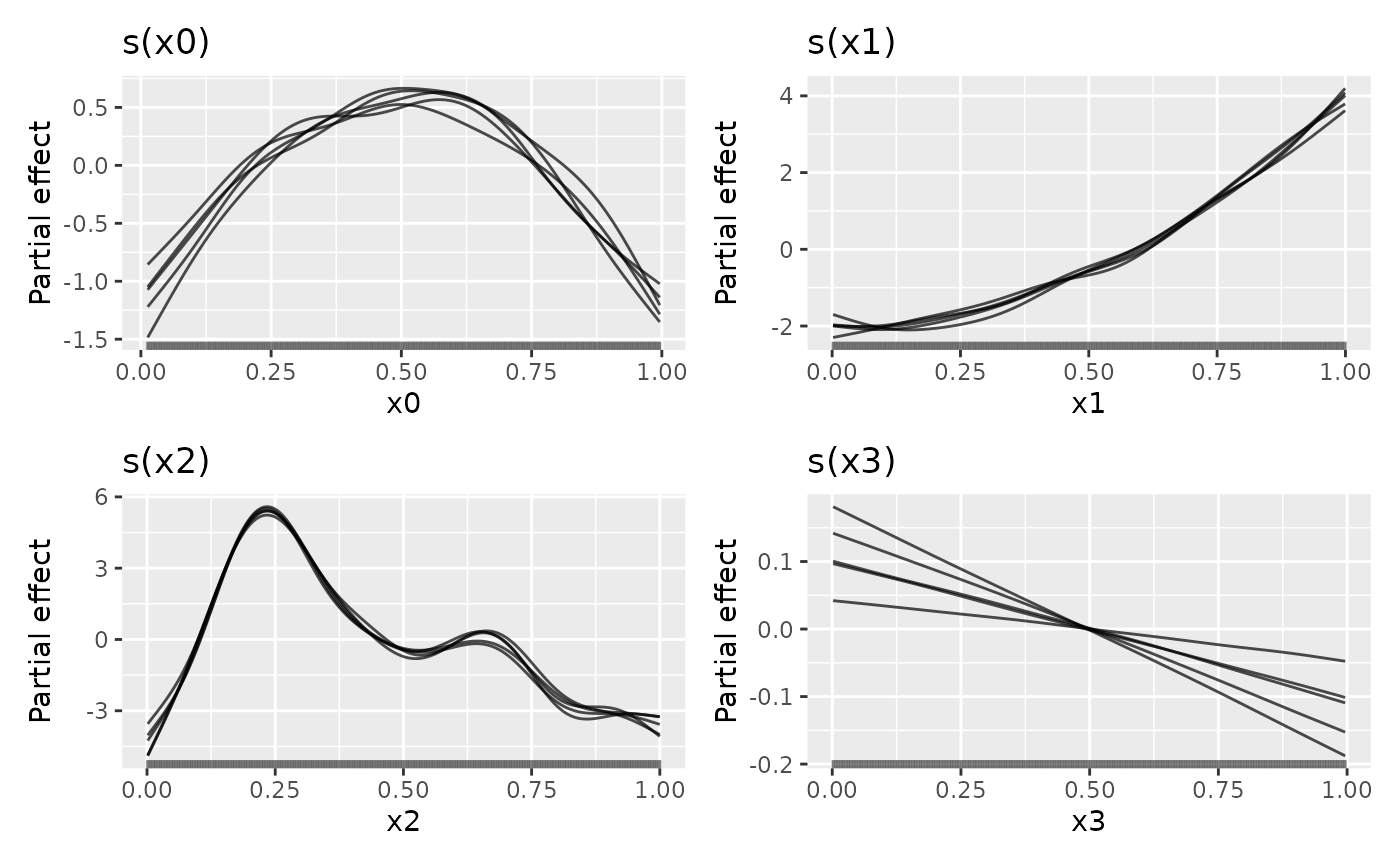 s(x0)
Partial effect
0.5
0.0
-0.5
-1.0
-1.5
0.00 0.25 0.50 0.75 1.00
x0
s(x1)
Partial effect
4
2
0
-2
0.00 0.25 0.50 0.75 1.00
x1
s(x2)
Partial effect
6
3
0
-3
0.00 0.25 0.50 0.75 1.00
x2
s(x3)
Partial effect
0.1
0.0
-0.1
-0.2
0.00 0.25 0.50 0.75 1.00
x3